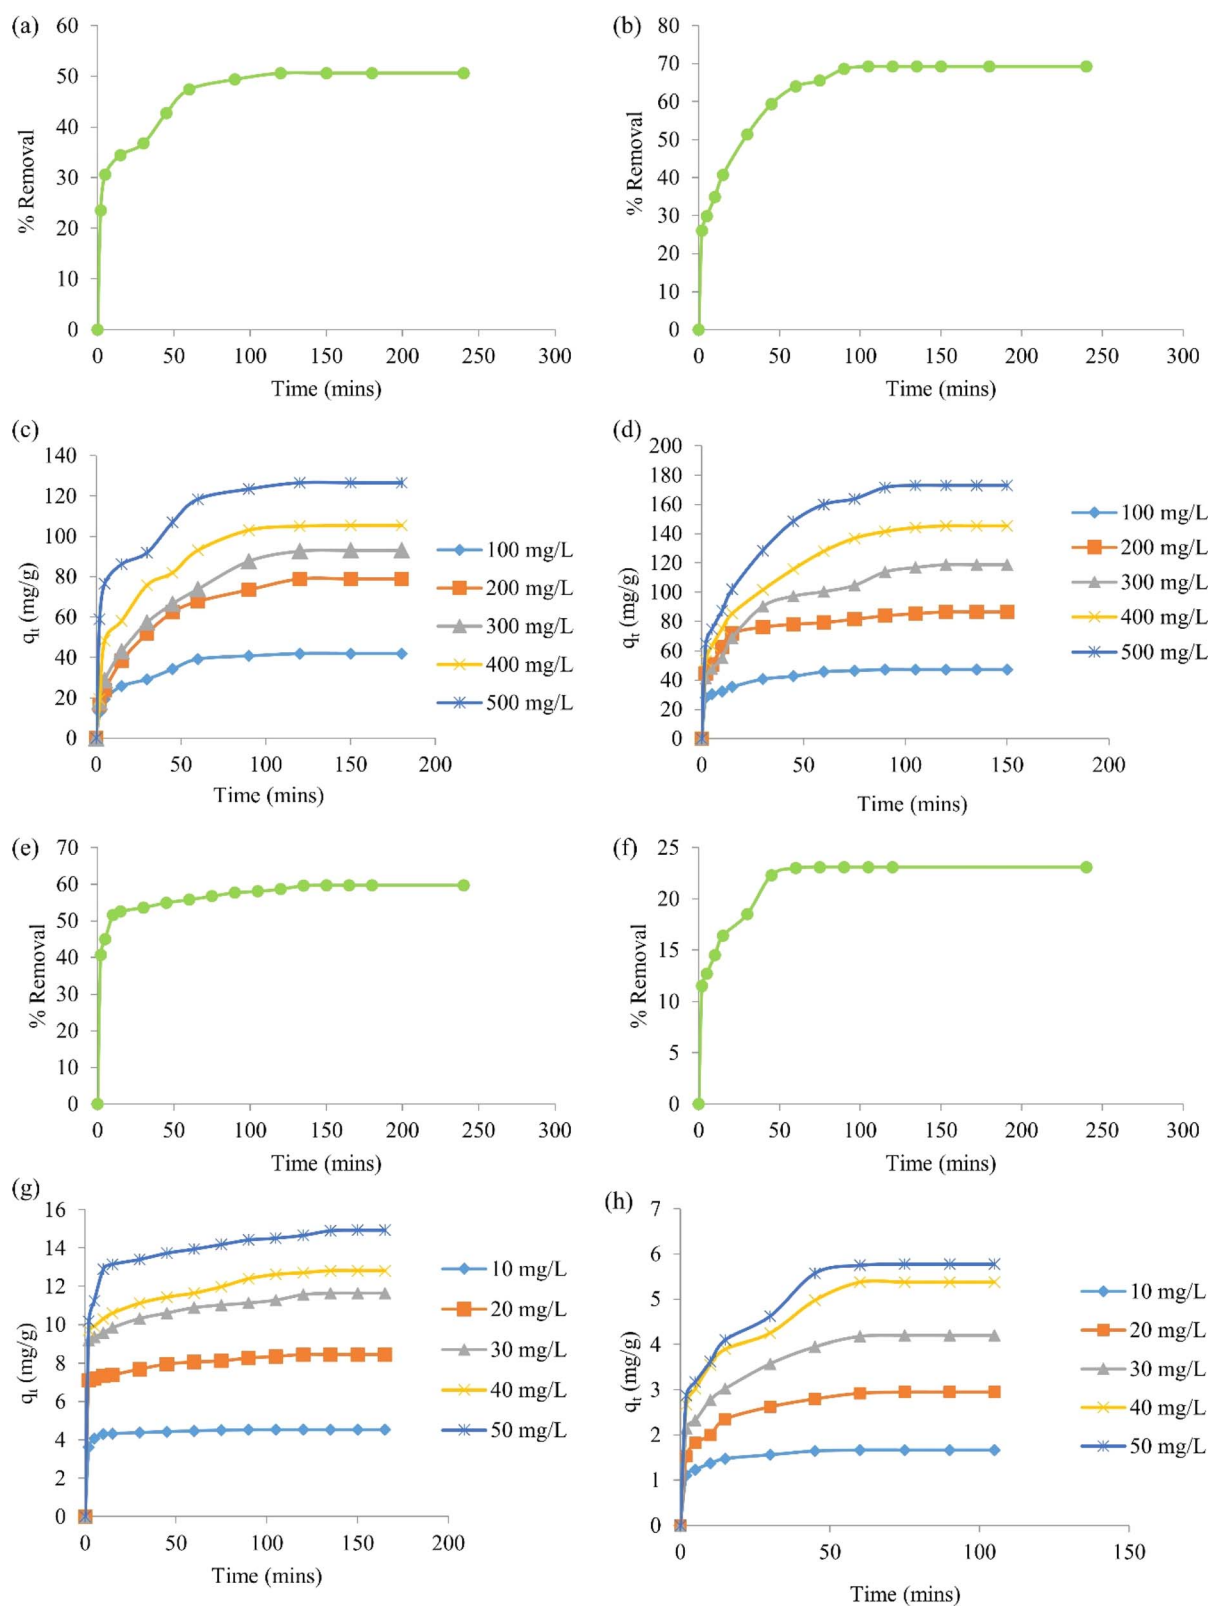 (a)
60
50
40
30
20
10
0
% Removal
0 50 100 150 200 250 300
Time (mins)
(b)
80
70
60
50
40
30
20
10
0
% Removal
0 50 100 150 200 250 300
Time (mins)
(c)
140
120
100
80
60
40
20
0
qt (mg/g)
0 50 100 150 200
Time (mins)
100 mg/L
200 mg/L
300 mg/L
400 mg/L
500 mg/L
(d)
200
180
160
140
120
100
80
60
40
20
0
qt (mg/g)
0 50 100 150 200
Time (mins)
100 mg/L
200 mg/L
300 mg/L
400 mg/L
500 mg/L
(e)
70
60
50
40
30
20
10
0
% Removal
0 50 100 150 200 250 300
Time (mins)
(f)
25
20
15
10
5
0
% Removal
0 50 100 150 200 250 300
Time (mins)
(g)
16
14
12
10
8
6
4
2
0
qt (mg/g)
0 50 100 150 200
Time (mins)
10 mg/L
20 mg/L
30 mg/L
40 mg/L
50 mg/L
(h)
7
6
5
4
3
2
1
0
qt (mg/g)
0 50 100 150
Time (mins)
10 mg/L
20 mg/L
30 mg/L
40 mg/L
50 mg/L